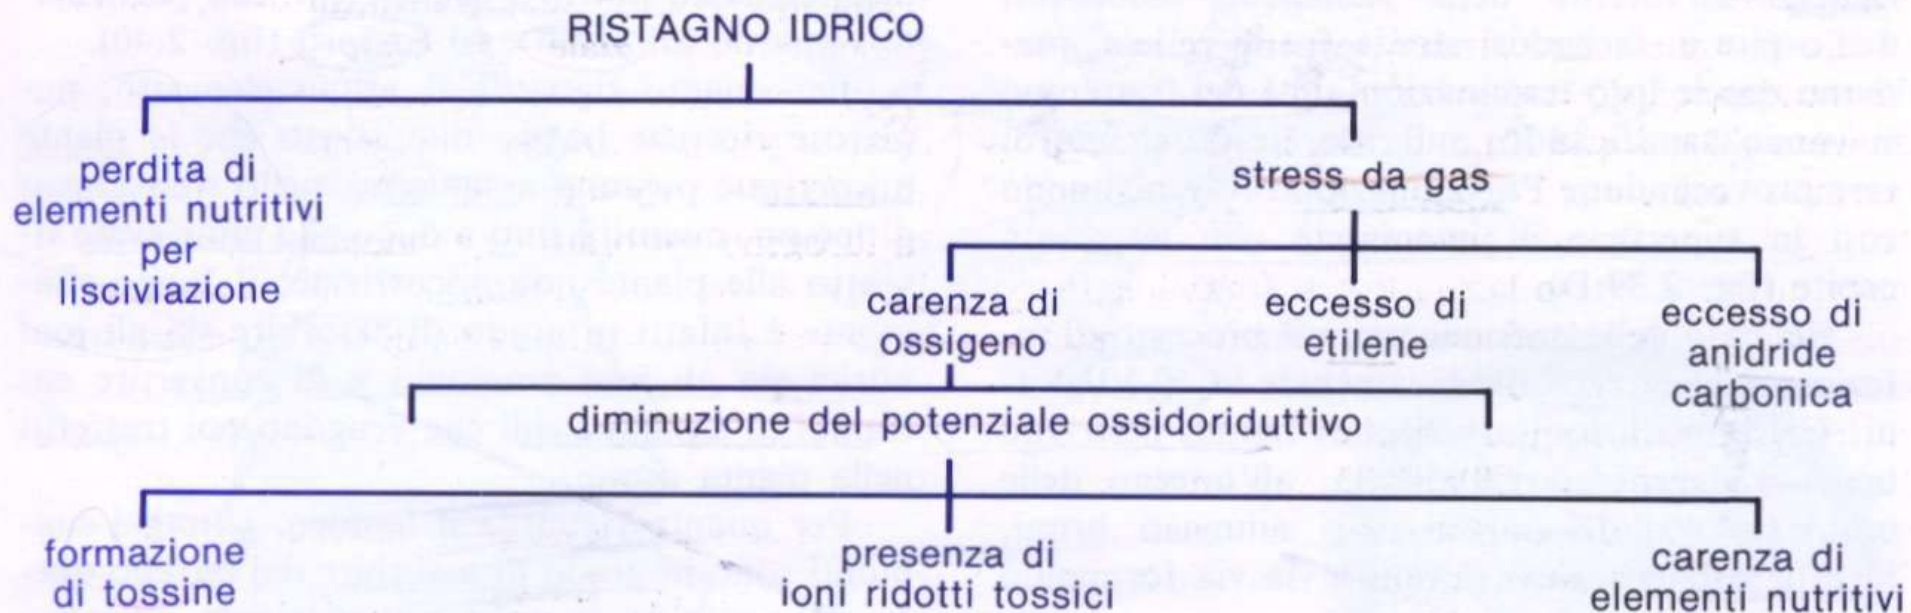 RISTAGNO IDRICO
perdita di
elementi nutritivi
per
lisciviazione
stress da gas
carenza di
ossigeno
eccesso di
etilene
eccesso di
anidride
carbonica
diminuzione del potenziale ossidoriduttivo
formazione
di tossine
presenza di
ioni ridotti tossici
carenza di
elementi nutritivi